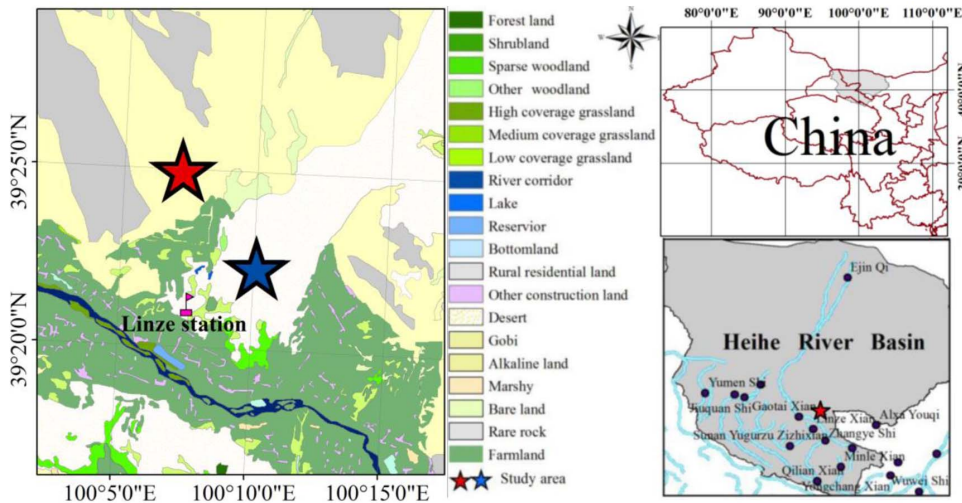 39°25'0"N
39°20'0"N
100°5'0"E
100°10'0"E
100°15'0"E
Linze station
Forest land
Shrubland
Sparse woodland
Other woodland
High coverage grassland
Medium coverage grassland
Low coverage grassland
River corridor
Lake
Reservior
Bottomland
Rural residential land
Other construction land
Desert
Gobi
Alkaline land
Marshy
Bare land
Rare rock
Farmland
Study area
N
E
S
W
80°0'0"E
90°0'0"E
100°0'0"E
110°0'0"E
China
Ejin Qi
Heihe River Basin
Yumen Shi
Jiuquan Shi
Gaotai Xian
Linze Xian
Alxa Youqi
Sunan Yugurzu Zizhixian
Zhangye Shi
Minle Xian
Qilian Xian
Yongchang Xian
Wuwei Shi